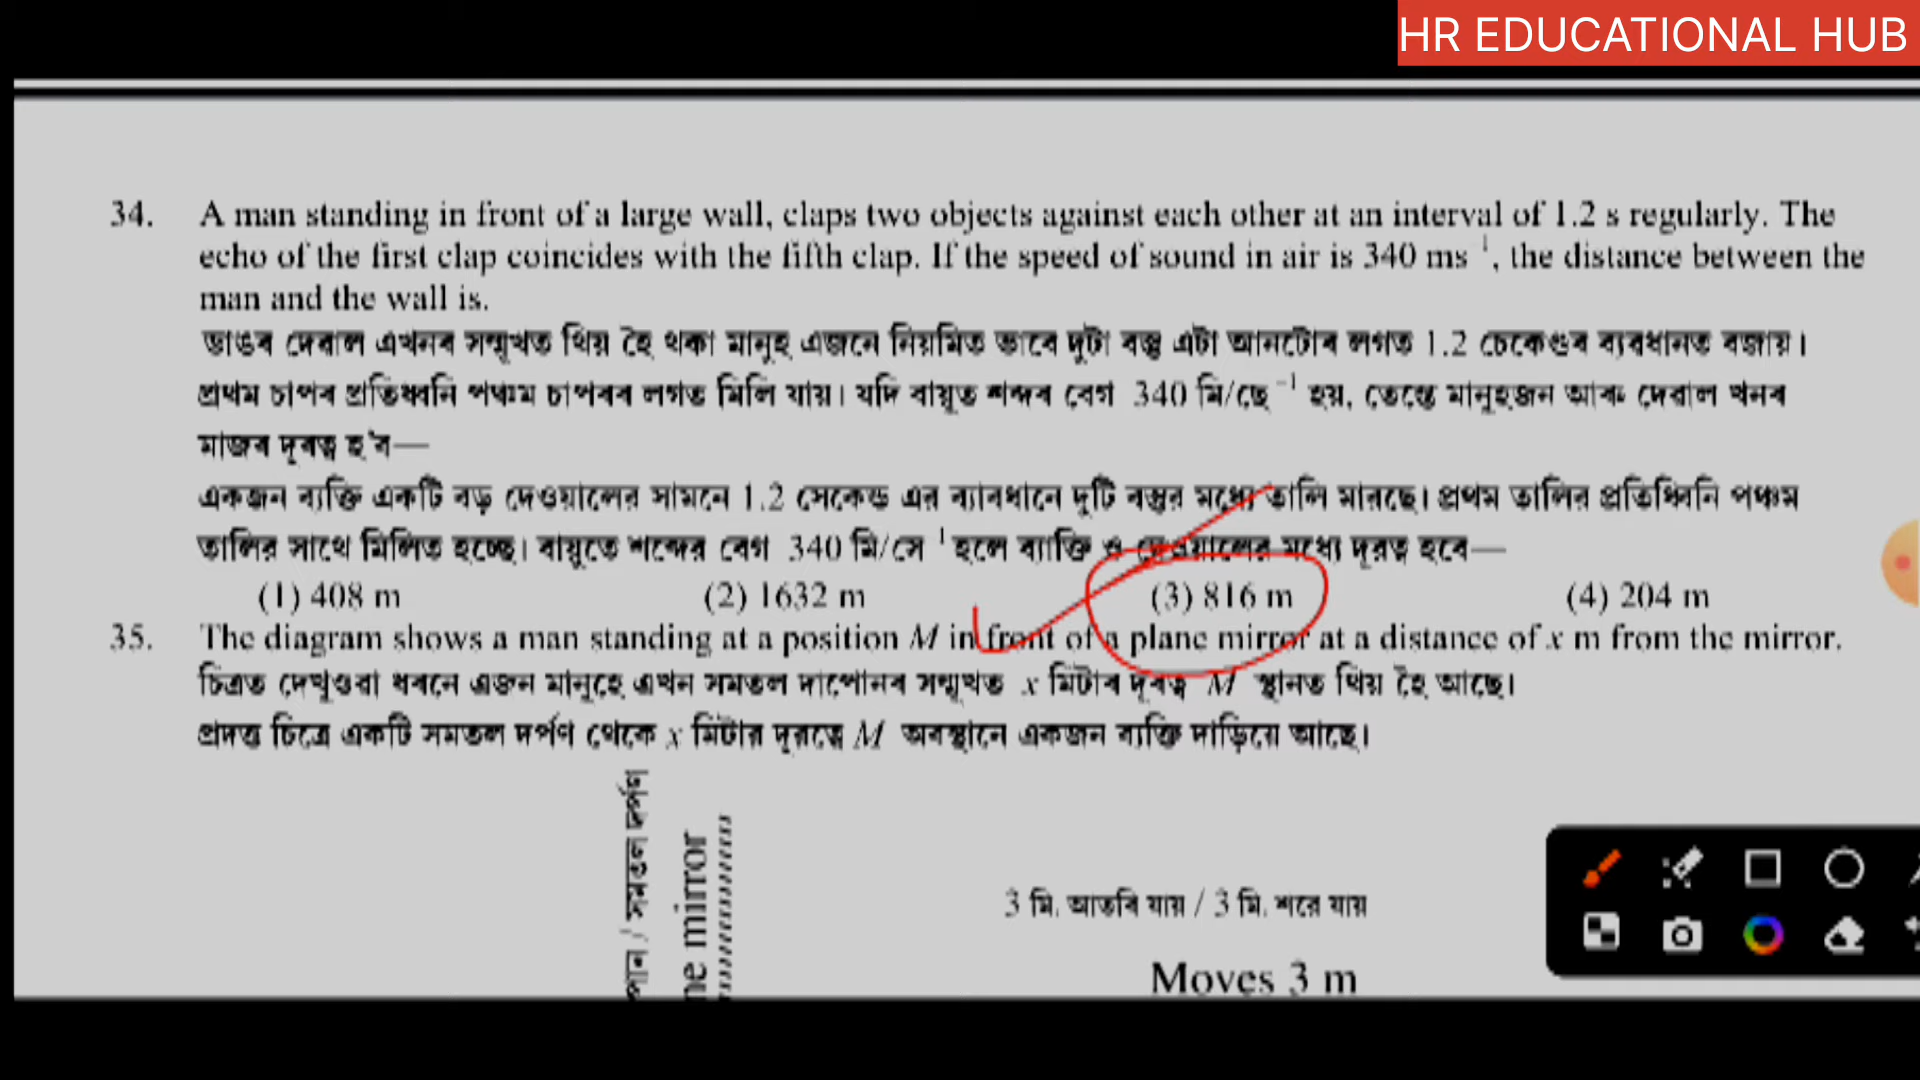 HR EDUCATIONAL HUB
34. A man standing in front of a large wall, claps two objects against each other at an interval of 1.2 s regularly. The
echo of the first clap coincides with the fifth clap. If the speed of sound in air is 340 ms⁻¹, the distance between the
man and the wall is.
ডাঙৰ দেৱাল এখনৰ সন্মুখত থিয় হৈ থকা মানুহ এজনে নিয়মিত ভাবে দুটা বস্তু এটা আনটোৰ লগত 1.2 চেকেণ্ডৰ ব্যৱধানত বজায়।
প্ৰথম চাপৰ প্ৰতিধ্বনি পঞ্চম চাপৰৰ লগত মিলি যায়। যদি বায়ুত শব্দৰ বেগ 340 মি/ছে⁻¹ হয়, তেন্তে মানুহজন আৰু দেৱাল খনৰ
মাজৰ দূৰত্ব হ'ব—
একজন ব্যক্তি একটি বড় দেওয়ালের সামনে 1.2 সেকেন্ড এর ব্যাবধানে দুটি বস্তুর মধ্যে তালি মারছে। প্রথম তালির প্রতিধ্বিনি পঞ্চম
তালির সাথে মিলিত হচ্ছে। বায়ুতে শব্দের বেগ 340 মি/সে⁻¹ হলে ব্যাক্তি ও দেওয়ালের মধ্যে দূরত্ব হবে—
(1) 408 m (2) 1632 m (3) 816 m (4) 204 m
35. The diagram shows a man standing at a position M in front of a plane mirror at a distance of x m from the mirror.
চিত্ৰত দেখুওৱা ধৰনে এজন মানুহে এখন সমতল দাপোনৰ সন্মুখত x মিটাৰ দূৰত্ব M স্থানত থিয় হৈ আছে।
প্রদত্ত চিত্রে একটি সমতল দর্পণ থেকে x মিটার দূরত্বে M অবস্থানে একজন ব্যক্তি দাড়িয়ে আছে।
পোন / সমতল দর্পণ
ne mirror
3 মি. আতৰি যায় / 3 মি. শরে যায়
Moves 3 m